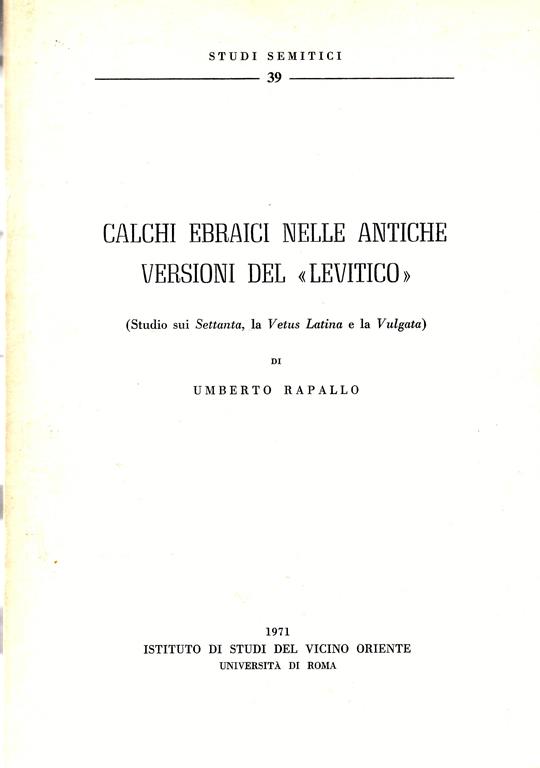 STUDI SEMITICI
39
CALCHI EBRAICI NELLE ANTICHE
VERSIONI DEL «LEVITICO»
(Studio sui Settanta, la Vetus Latina e la Vulgata)
DI
UMBERTO RAPALLO
1971
ISTITUTO DI STUDI DEL VICINO ORIENTE
UNIVERSITÀ DI ROMA